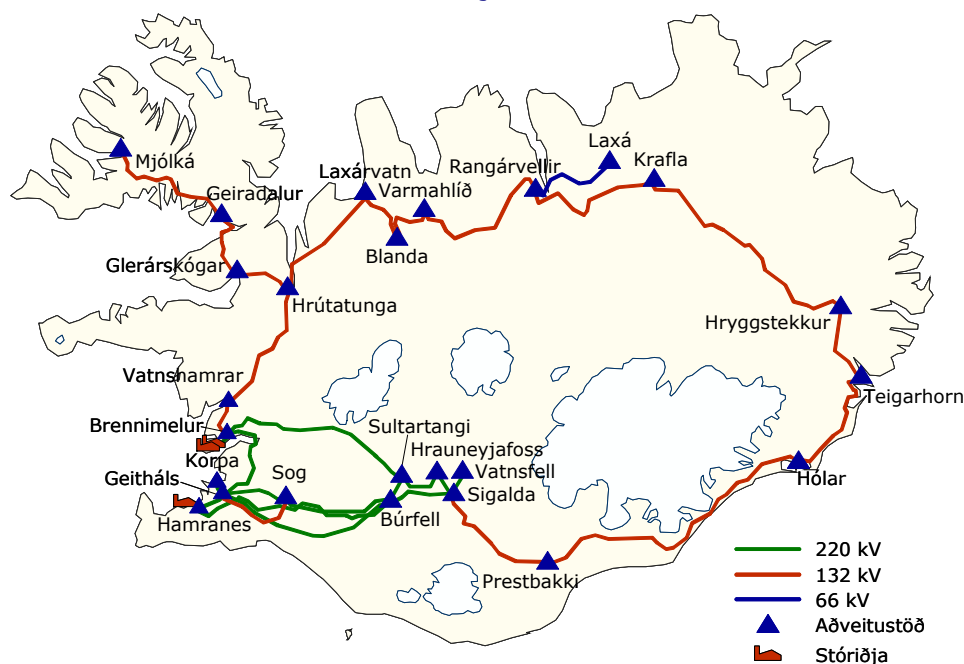 Laxá
Mjólká
Rangárvellir
Krafla
Laxárvatn
Varmahlíð
Geiradalur
Blanda
Glerárskógar
Hrútatunga
Hryggstekkur
Vatnshamrar
Teigarhorn
Brennimelur
Sultartangi
Hrauneyjafoss
Korpa
Sog
Vatnsfell
Hólar
Geitháls
Sigalda
Hamranes
Búrfell
Prestbakki
220 kV
132 kV
66 kV
Aðveitustöð
Stóriðja